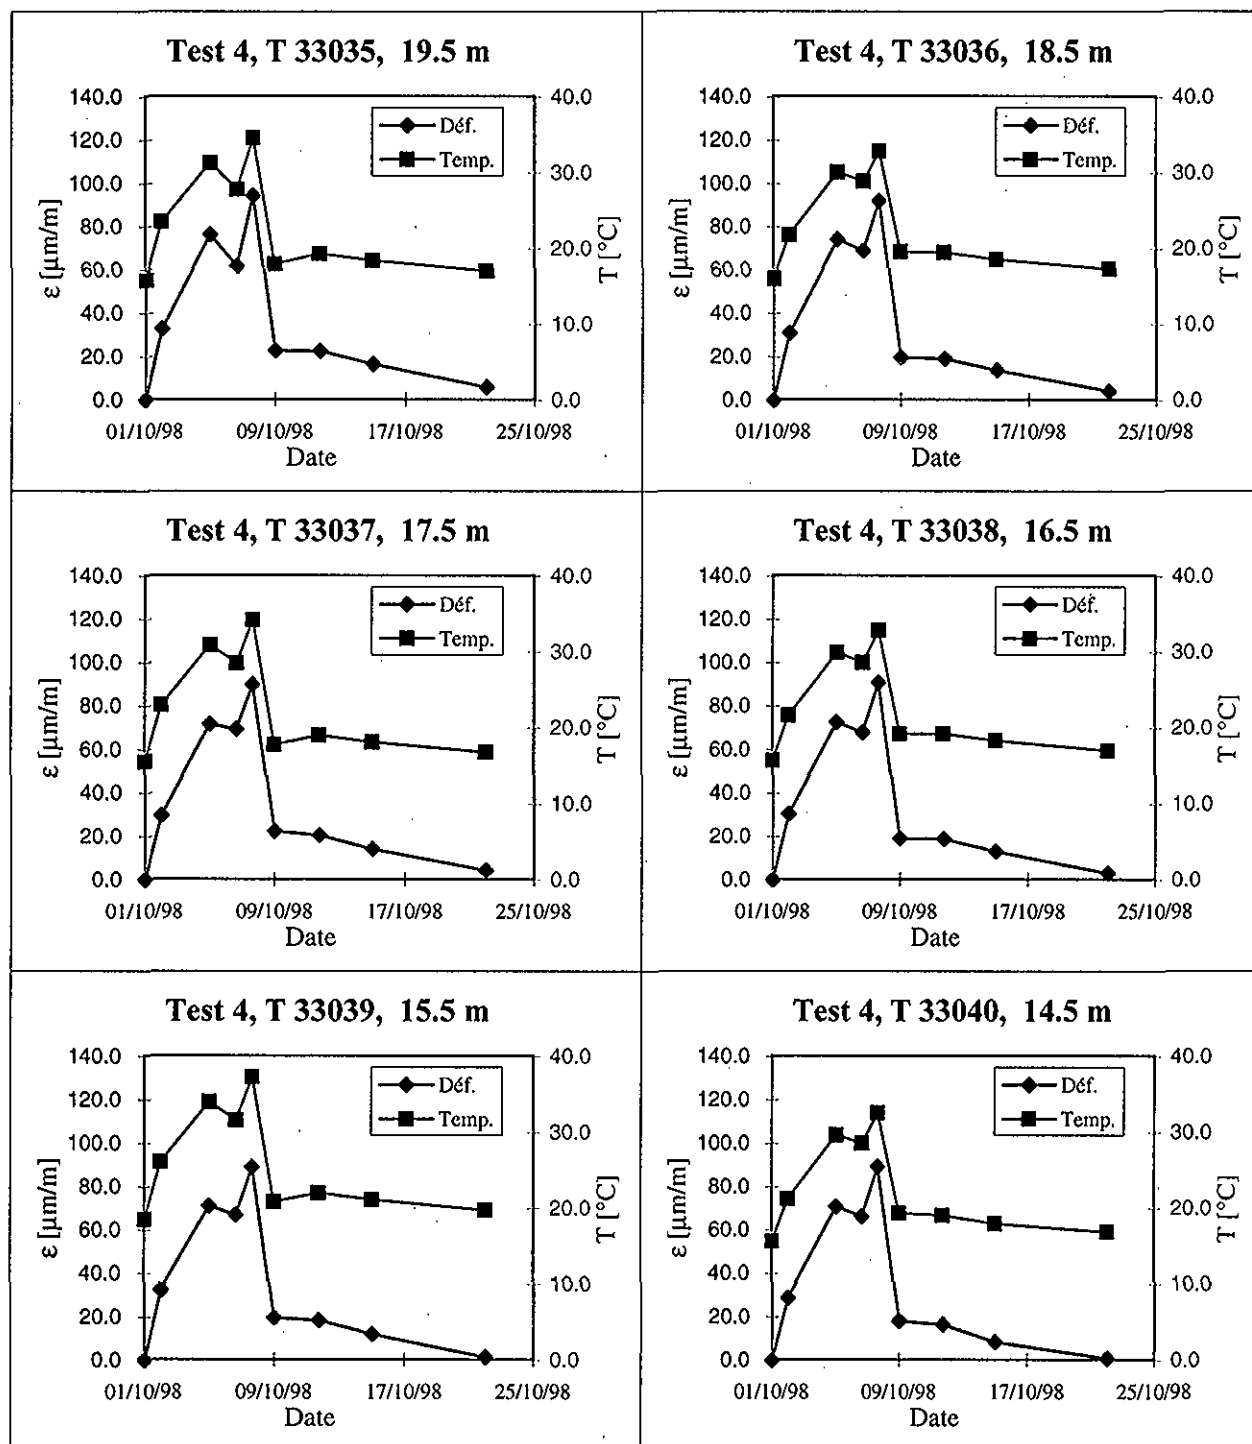 Test 4, T 33035, 19.5 m
140.0
120.0
100.0
80.0
60.0
40.0
20.0
0.0
ε [μm/m]
40.0
30.0
20.0
10.0
0.0
T [°C]
Déf.
Temp.
01/10/98 09/10/98 17/10/98 25/10/98
Date
Test 4, T 33036, 18.5 m
140.0
120.0
100.0
80.0
60.0
40.0
20.0
0.0
ε [μm/m]
40.0
30.0
20.0
10.0
0.0
T [°C]
Déf.
Temp.
01/10/98 09/10/98 17/10/98 25/10/98
Date
Test 4, T 33037, 17.5 m
140.0
120.0
100.0
80.0
60.0
40.0
20.0
0.0
ε [μm/m]
40.0
30.0
20.0
10.0
0.0
T [°C]
Déf.
Temp.
01/10/98 09/10/98 17/10/98 25/10/98
Date
Test 4, T 33038, 16.5 m
140.0
120.0
100.0
80.0
60.0
40.0
20.0
0.0
ε [μm/m]
40.0
30.0
20.0
10.0
0.0
T [°C]
Déf.
Temp.
01/10/98 09/10/98 17/10/98 25/10/98
Date
Test 4, T 33039, 15.5 m
140.0
120.0
100.0
80.0
60.0
40.0
20.0
0.0
ε [μm/m]
40.0
30.0
20.0
10.0
0.0
T [°C]
Déf.
Temp.
01/10/98 09/10/98 17/10/98 25/10/98
Date
Test 4, T 33040, 14.5 m
140.0
120.0
100.0
80.0
60.0
40.0
20.0
0.0
ε [μm/m]
40.0
30.0
20.0
10.0
0.0
T [°C]
Déf.
Temp.
01/10/98 09/10/98 17/10/98 25/10/98
Date